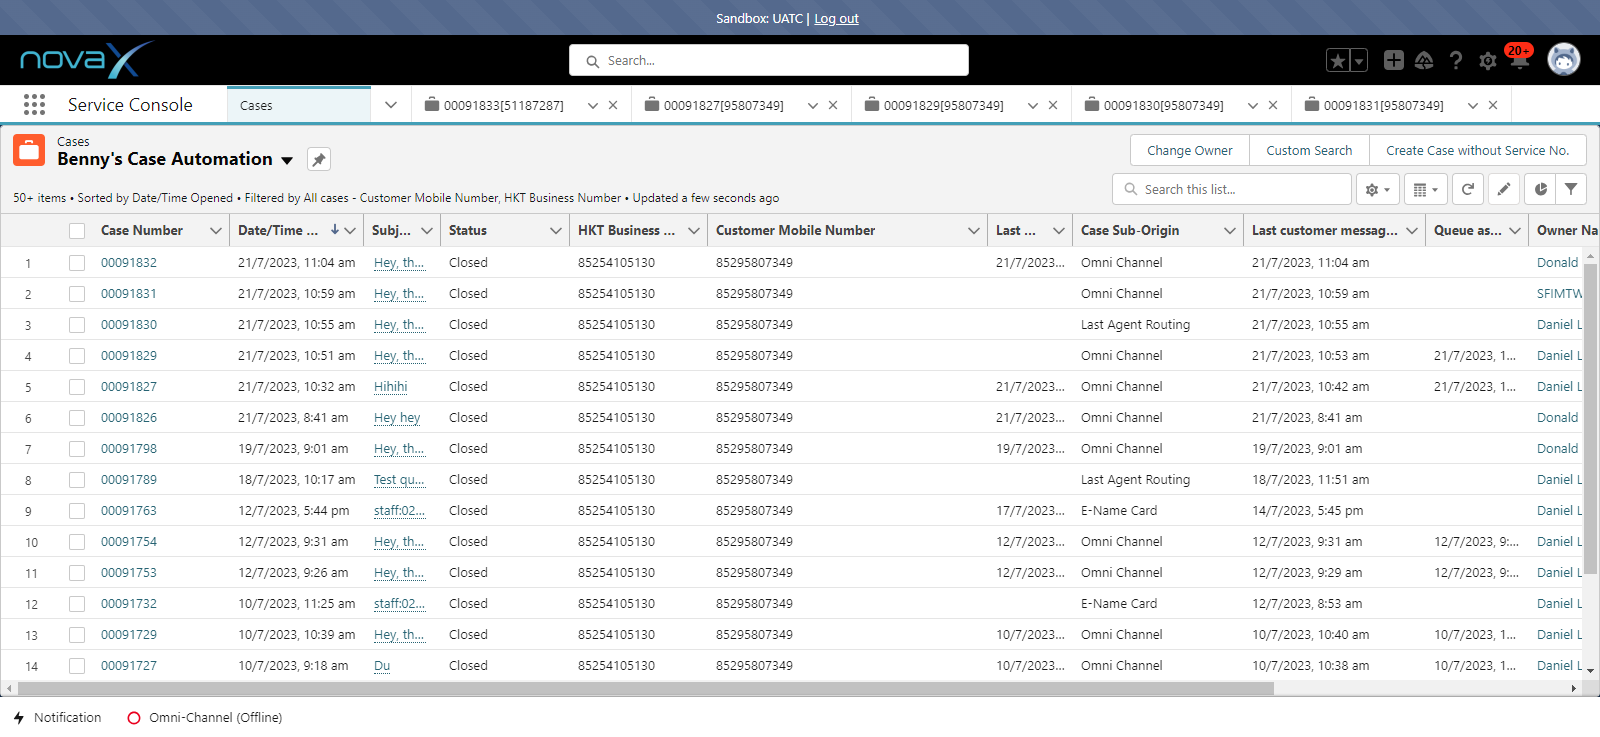 Sandbox: UATC | Log out
novaX
Search...
20+
Service Console
Cases
00091833[51187287]
00091827[95807349]
00091829[95807349]
00091830[95807349]
00091831[95807349]
Cases
Benny's Case Automation
Change Owner
Custom Search
Create Case without Service No.
50+ items • Sorted by Date/Time Opened • Filtered by All cases - Customer Mobile Number, HKT Business Number • Updated a few seconds ago
Search this list...
Case Number Date/Time ... Subj... Status HKT Business ... Customer Mobile Number Last ... Case Sub-Origin Last customer messag... Queue as... Owner Na
1 00091832 21/7/2023, 11:04 am Hey, th... Closed 85254105130 85295807349 21/7/2023... Omni Channel 21/7/2023, 11:04 am Donald
2 00091831 21/7/2023, 10:59 am Hey, th... Closed 85254105130 85295807349 Omni Channel 21/7/2023, 10:59 am SFIMTW
3 00091830 21/7/2023, 10:55 am Hey, th... Closed 85254105130 85295807349 Last Agent Routing 21/7/2023, 10:55 am Daniel L
4 00091829 21/7/2023, 10:51 am Hey, th... Closed 85254105130 85295807349 Omni Channel 21/7/2023, 10:53 am 21/7/2023, 1... Daniel L
5 00091827 21/7/2023, 10:32 am Hihihi Closed 85254105130 85295807349 21/7/2023... Omni Channel 21/7/2023, 10:42 am 21/7/2023, 1... Daniel L
6 00091826 21/7/2023, 8:41 am Hey hey Closed 85254105130 85295807349 21/7/2023... Omni Channel 21/7/2023, 8:41 am Donald
7 00091798 19/7/2023, 9:01 am Hey, th... Closed 85254105130 85295807349 19/7/2023... Omni Channel 19/7/2023, 9:01 am Donald
8 00091789 18/7/2023, 10:17 am Test qu... Closed 85254105130 85295807349 Last Agent Routing 18/7/2023, 11:51 am Daniel L
9 00091763 12/7/2023, 5:44 pm staff:02... Closed 85254105130 85295807349 17/7/2023... E-Name Card 14/7/2023, 5:45 pm Daniel L
10 00091754 12/7/2023, 9:31 am Hey, th... Closed 85254105130 85295807349 12/7/2023... Omni Channel 12/7/2023, 9:31 am 12/7/2023, 9:... Daniel L
11 00091753 12/7/2023, 9:26 am Hey, th... Closed 85254105130 85295807349 12/7/2023... Omni Channel 12/7/2023, 9:29 am 12/7/2023, 9:... Daniel L
12 00091732 10/7/2023, 11:25 am staff:02... Closed 85254105130 85295807349 E-Name Card 12/7/2023, 8:53 am Daniel L
13 00091729 10/7/2023, 10:39 am Hey, th... Closed 85254105130 85295807349 10/7/2023... Omni Channel 10/7/2023, 10:40 am 10/7/2023, 1... Daniel L
14 00091727 10/7/2023, 9:18 am Du Closed 85254105130 85295807349 10/7/2023... Omni Channel 10/7/2023, 10:38 am 10/7/2023, 1... Daniel L
Notification
Omni-Channel (Offline)